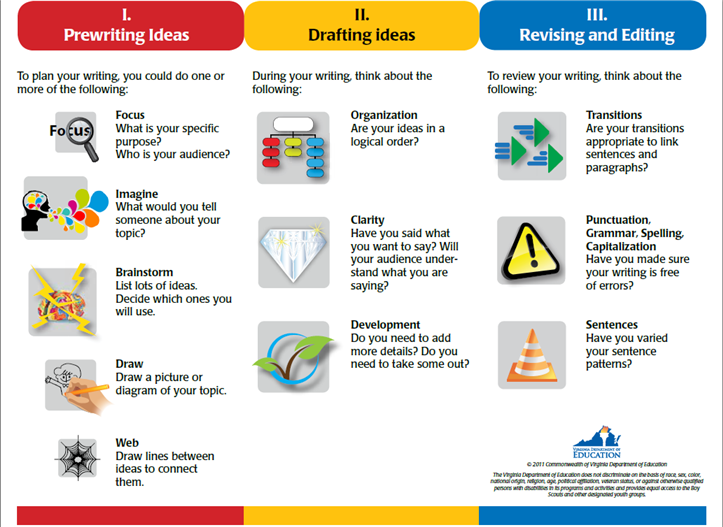 I.
Prewriting Ideas
To plan your writing, you could do one or
more of the following:
Focus
Focus
What is your specific
purpose?
Who is your audience?
Imagine
What would you tell
someone about your
topic?
Brainstorm
List lots of ideas.
Decide which ones you
will use.
Draw
Draw a picture or
diagram of your topic.
Web
Draw lines between
ideas to connect
them.
II.
Drafting ideas
During your writing, think about the
following:
Organization
Are your ideas in a
logical order?
Clarity
Have you said what
you want to say? Will
your audience under-
stand what you are
saying?
Development
Do you need to add
more details? Do you
need to take some out?
III.
Revising and Editing
To review your writing, think about the
following:
Transitions
Are your transitions
appropriate to link
sentences and
paragraphs?
Punctuation,
Grammar, Spelling,
Capitalization
Have you made sure
your writing is free
of errors?
Sentences
Have you varied
your sentence
patterns?
VIRGINIA DEPARTMENT OF
EDUCATION
© 2011 Commonwealth of Virginia Department of Education
The Virginia Department of Education does not discriminate on the basis of race, sex, color,
national origin, religion, age, political affiliation, veteran status, or against otherwise qualified
persons with disabilities in its programs and activities and provides equal access to the Boy
Scouts and other designated youth groups.